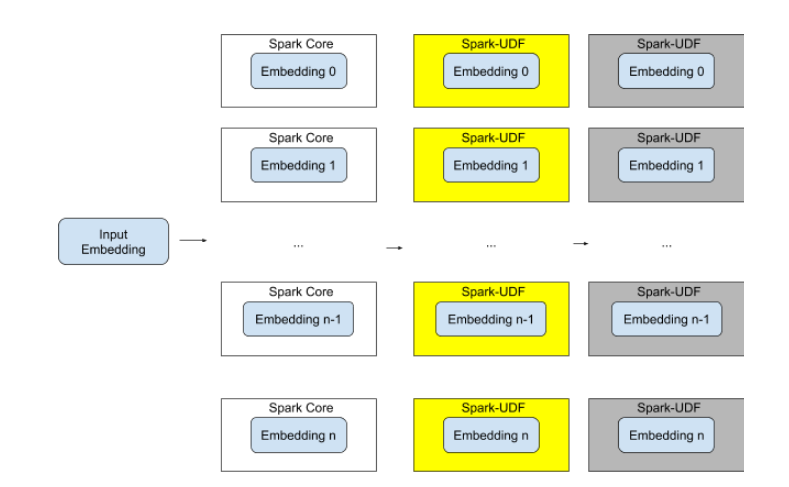 Spark Core
Embedding 0
Spark-UDF
Embedding 0
Spark-UDF
Embedding 0
Spark Core
Embedding 1
Spark-UDF
Embedding 1
Spark-UDF
Embedding 1
Input
Embedding
...
...
...
Spark Core
Embedding n-1
Spark-UDF
Embedding n-1
Spark-UDF
Embedding n-1
Spark Core
Embedding n
Spark-UDF
Embedding n
Spark-UDF
Embedding n